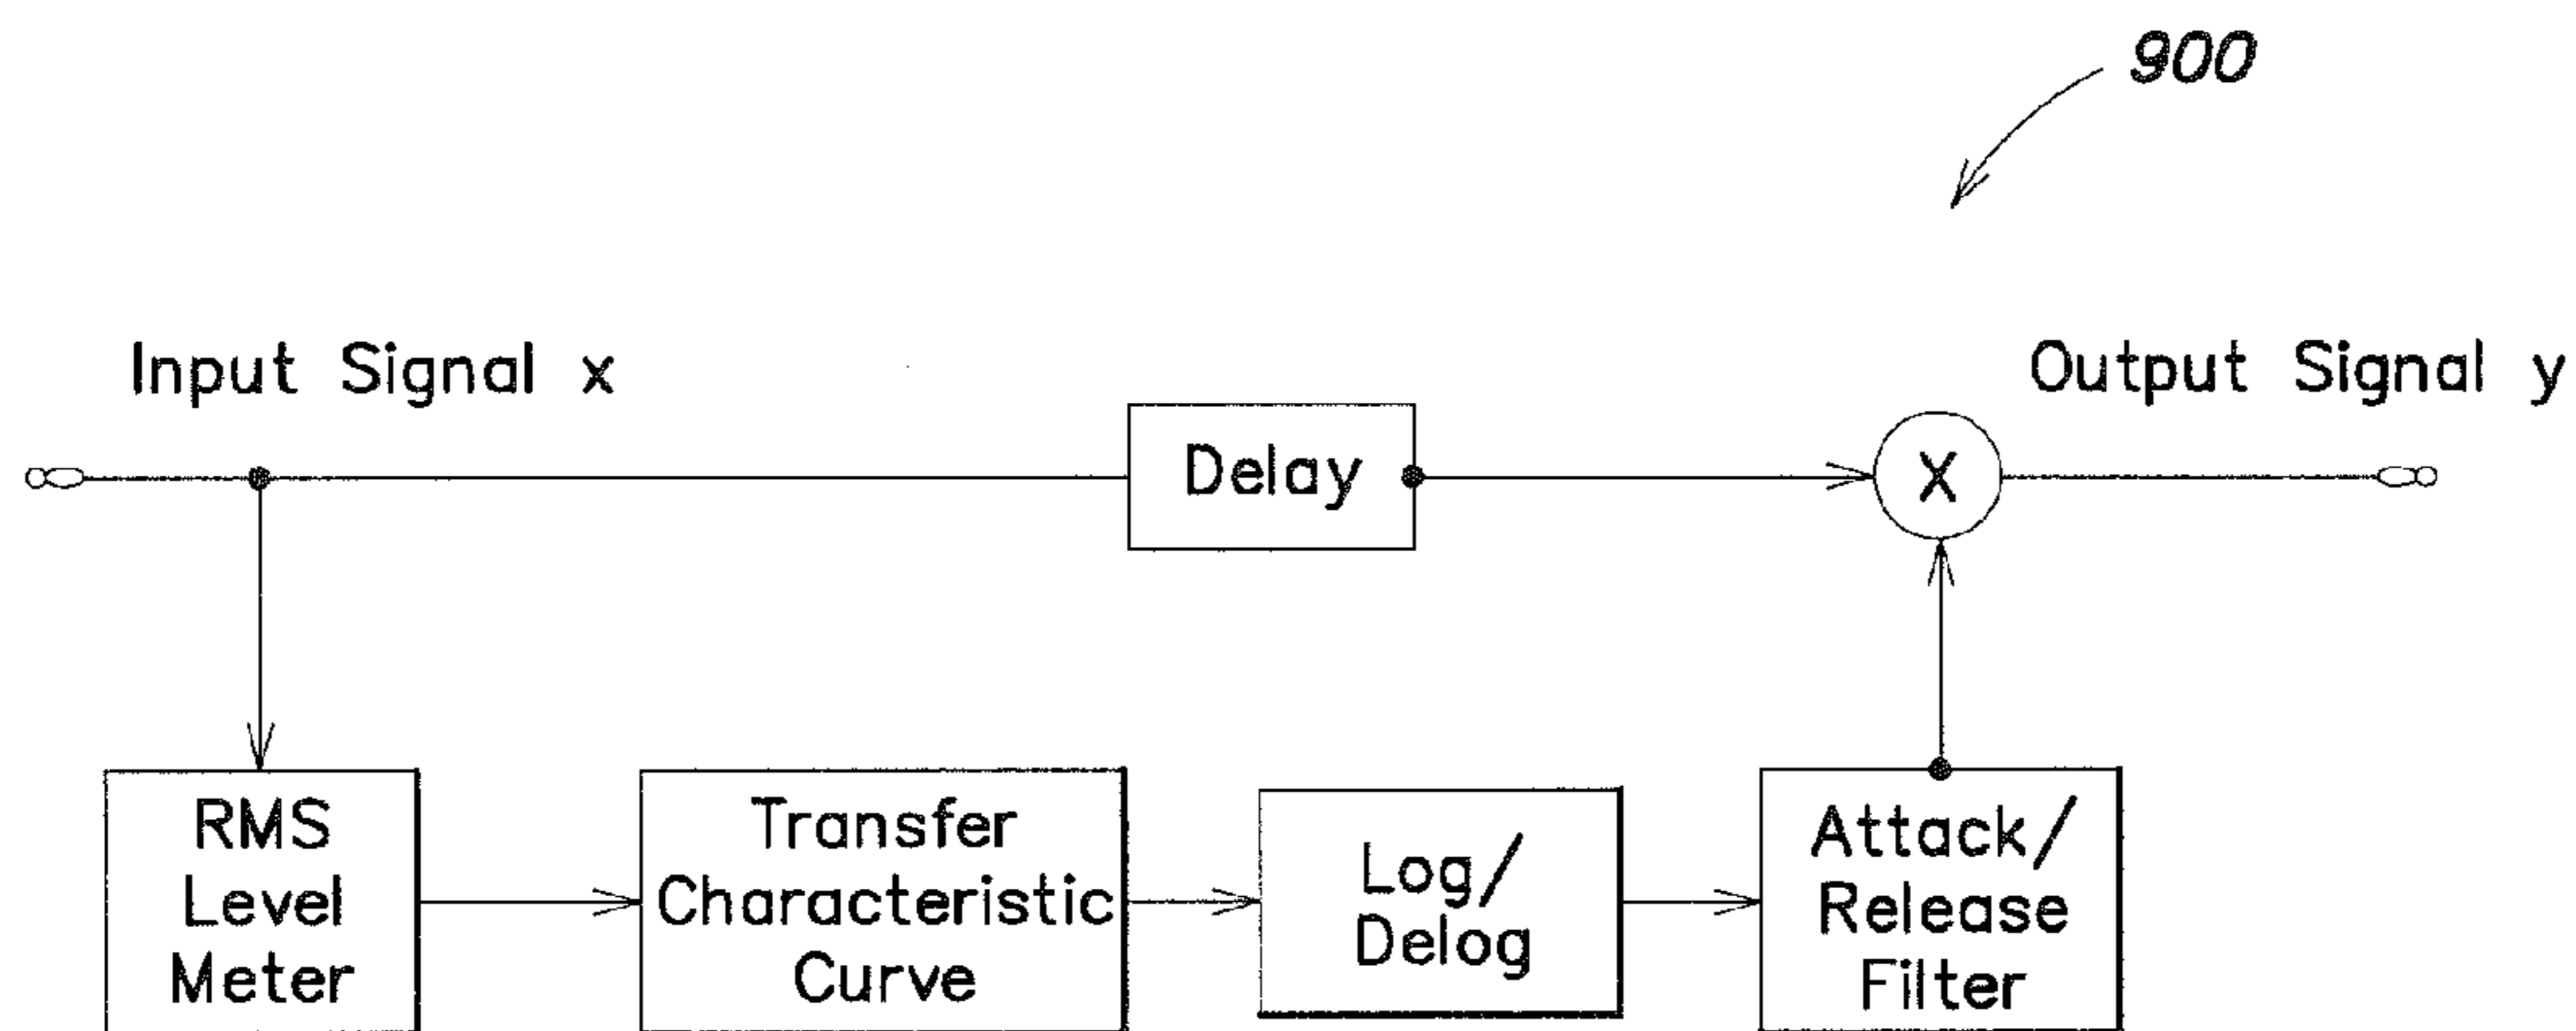 900
Input Signal x
Output Signal y
Delay
X
RMS
Level
Meter
Transfer
Characteristic
Curve
Log/
Delog
Attack/
Release
Filter